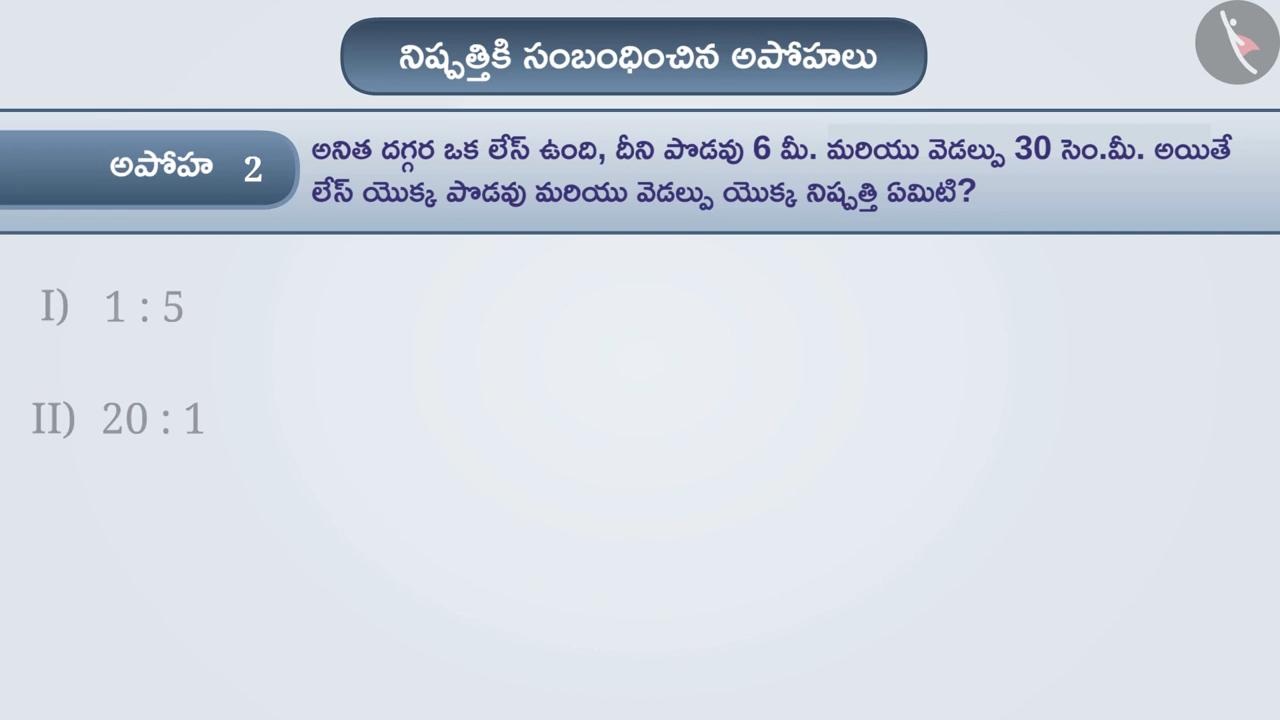 నిష్పత్తికి సంబంధించిన అపోహలు
అపోహ 2
అనిత దగ్గర ఒక లేస్ ఉంది, దీని పొడవు 6 మీ. మరియు వెడల్పు 30 సెం.మీ. అయితే
లేస్ యొక్క పొడవు మరియు వెడల్పు యొక్క నిష్పత్తి ఏమిటి?
I) 1 : 5
II) 20 : 1